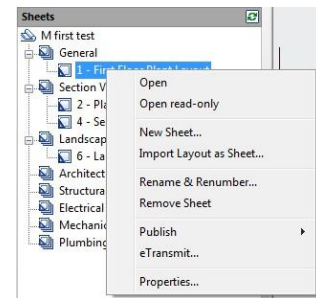 Sheets
M first test
General
1 - First Floor Plant Layout
Section V
2 - Pla
4 - Se
Landscap
6 - La
Architect
Structura
Electrical
Mechanic
Plumbing
Open
Open read-only
New Sheet...
Import Layout as Sheet...
Rename & Renumber...
Remove Sheet
Publish
eTransmit...
Properties...